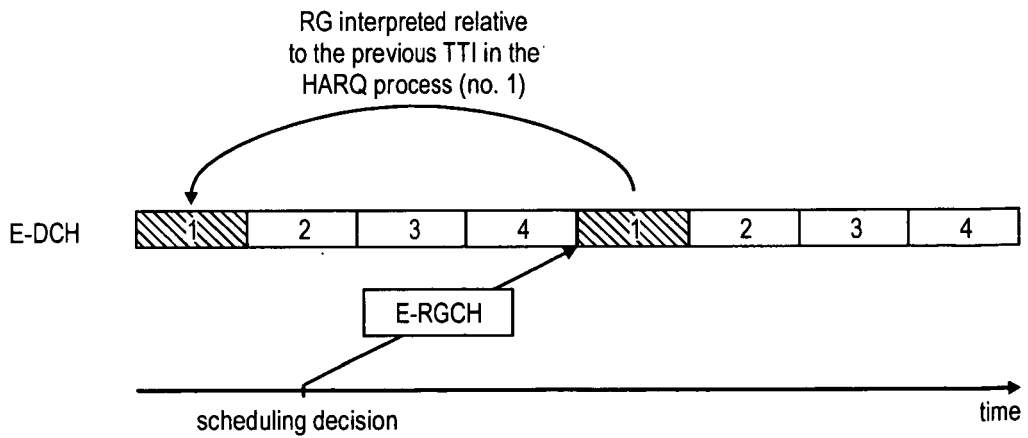 RG interpreted relative
to the previous TTI in the
HARQ process (no. 1)
E-DCH 1 2 3 4 1 2 3 4
E-RGCH
scheduling decision
time